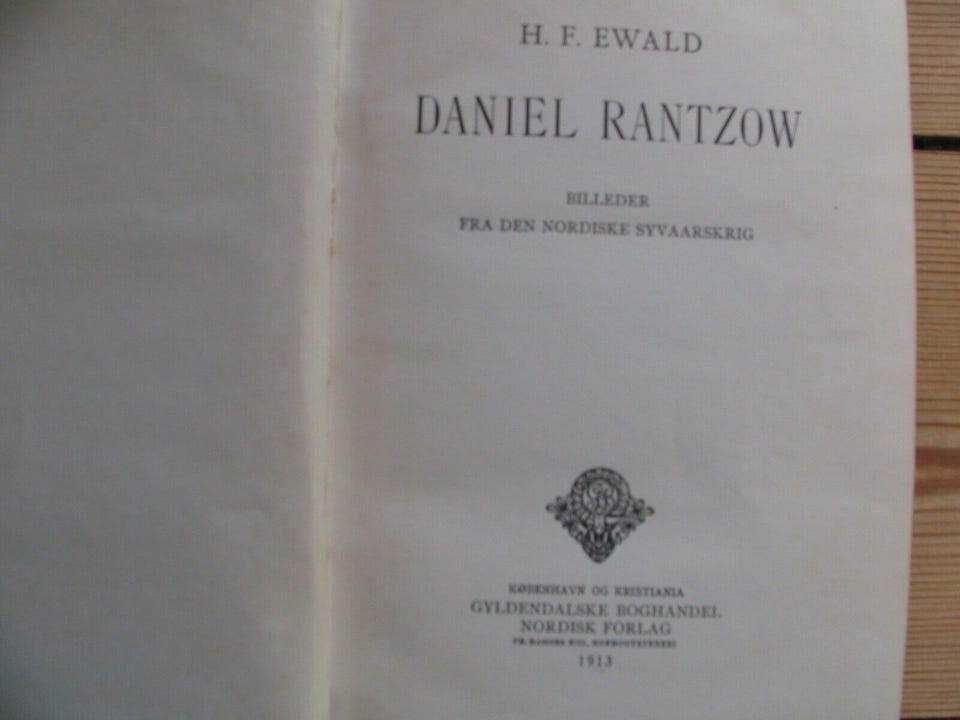 H. F. EWALD
DANIEL RANTZOW
BILLEDER
FRA DEN NORDISKE SYVAARSKRIG
KØBENHAVN OG KRISTIANIA
GYLDENDALSKE BOGHANDEL
NORDISK FORLAG
1913